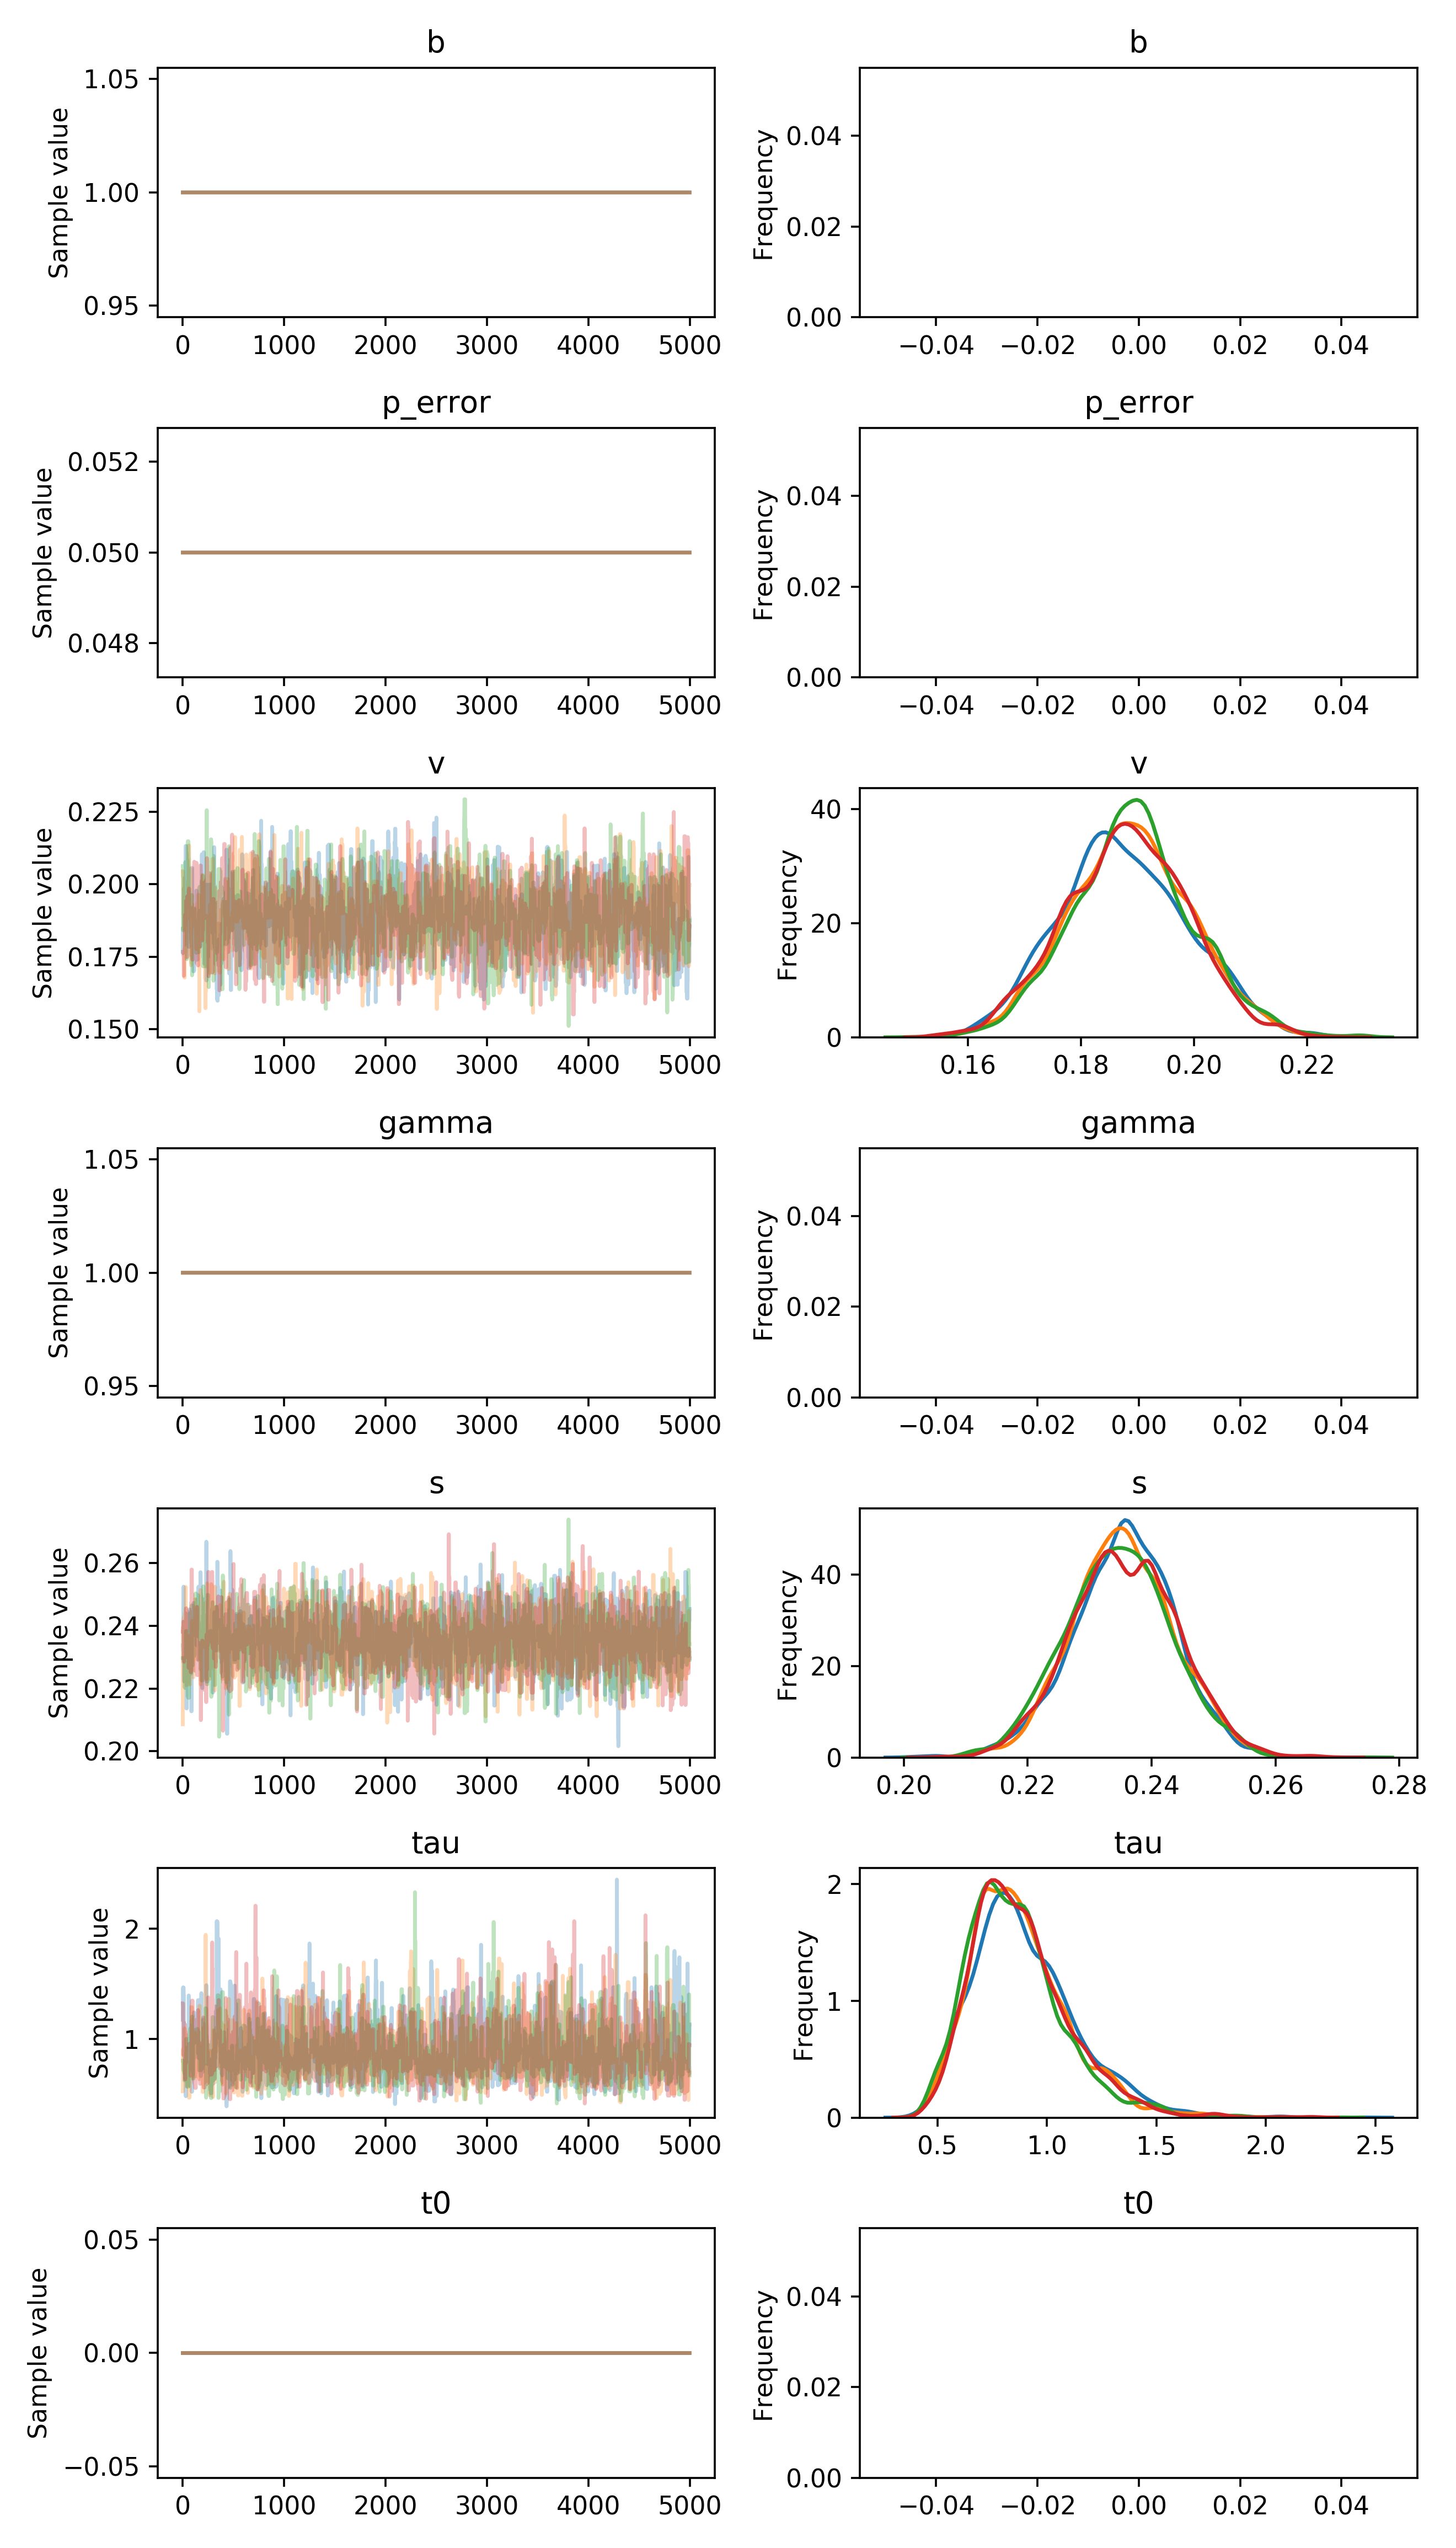 b
b
1.05
1.00
0.95
Sample value
0 1000 2000 3000 4000 5000
0.04
0.02
0.00
Frequency
−0.04 −0.02 0.00 0.02 0.04
p_error
p_error
0.052
0.050
0.048
Sample value
0 1000 2000 3000 4000 5000
0.04
0.02
0.00
Frequency
−0.04 −0.02 0.00 0.02 0.04
v
v
0.225
0.200
0.175
0.150
Sample value
0 1000 2000 3000 4000 5000
40
20
0
Frequency
0.16 0.18 0.20 0.22
gamma
gamma
1.05
1.00
0.95
Sample value
0 1000 2000 3000 4000 5000
0.04
0.02
0.00
Frequency
−0.04 −0.02 0.00 0.02 0.04
s
s
0.26
0.24
0.22
0.20
Sample value
0 1000 2000 3000 4000 5000
40
20
0
Frequency
0.20 0.22 0.24 0.26 0.28
tau
tau
2
1
Sample value
0 1000 2000 3000 4000 5000
2
1
0
Frequency
0.5 1.0 1.5 2.0 2.5
t0
t0
0.05
0.00
−0.05
Sample value
0 1000 2000 3000 4000 5000
0.04
0.02
0.00
Frequency
−0.04 −0.02 0.00 0.02 0.04